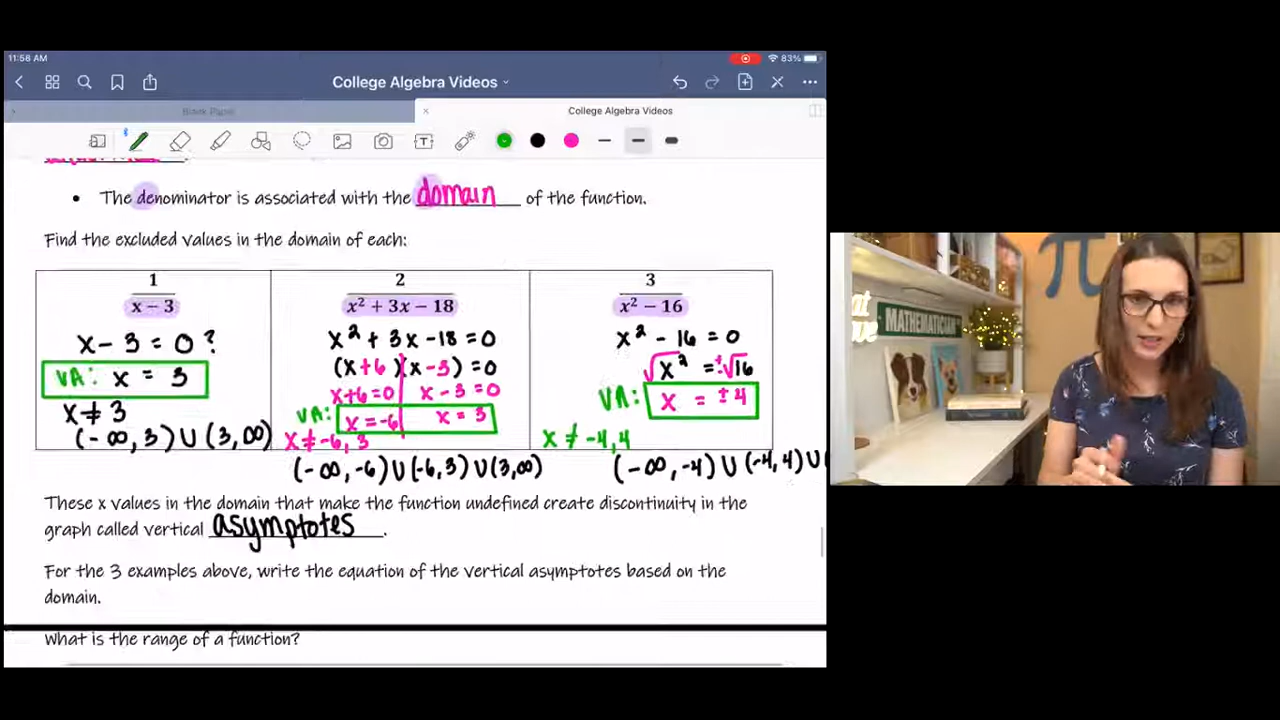 11:58 AM
83%
College Algebra Videos
Blank Paper
College Algebra Videos
• The denominator is associated with the domain of the function.
Find the excluded values in the domain of each:
1
x − 3
x - 3 = 0 ?
VA: x = 3
x ≠ 3
(-∞, 3) ∪ (3, ∞)
2
x² + 3x − 18
x² + 3x - 18 = 0
(x + 6)(x - 3) = 0
x + 6 = 0 x - 3 = 0
VA: x = -6 x = 3
x ≠ -6, 3
(-∞, -6) ∪ (-6, 3) ∪ (3, ∞)
3
x² − 16
x² - 16 = 0
√x² = ±√16
VA: x = ±4
x ≠ -4, 4
(-∞, -4) ∪ (-4, 4) ∪
These x values in the domain that make the function undefined create discontinuity in the
graph called vertical asymptotes.
For the 3 examples above, write the equation of the vertical asymptotes based on the
domain.
What is the range of a function?
MATHEMATICIAN